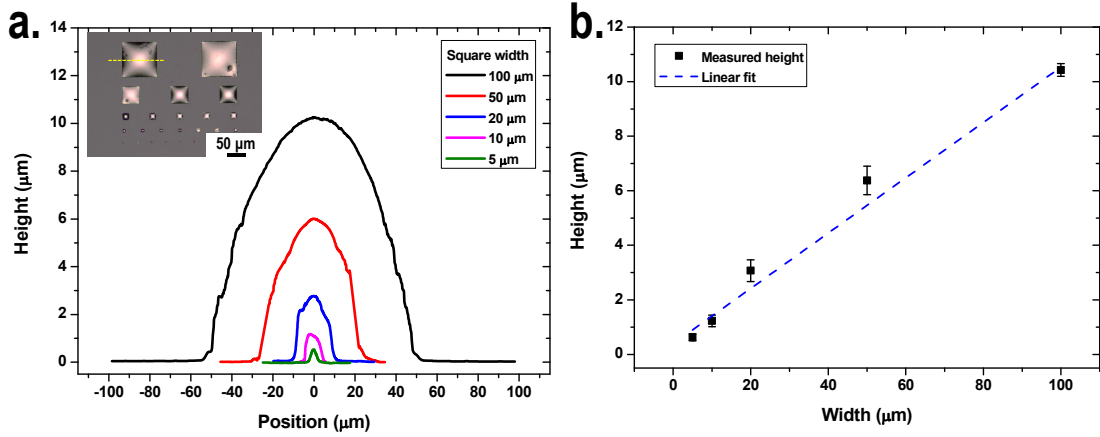 a.
14
12
10
8
6
4
2
0
Height (μm)
-100 -80 -60 -40 -20 0 20 40 60 80 100
Position (μm)
50 μm
Square width
100 μm
50 μm
20 μm
10 μm
5 μm
b.
12
10
8
6
4
2
0
Height (μm)
0 20 40 60 80 100
Width (μm)
Measured height
Linear fit